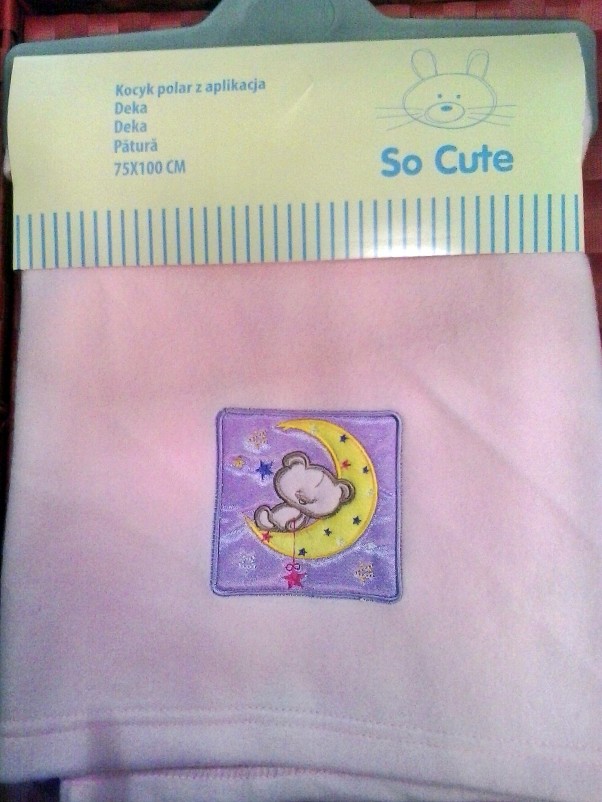 Kocyk polar z aplikacja
Deka
Deka
Pătură
75X100 CM
So Cute